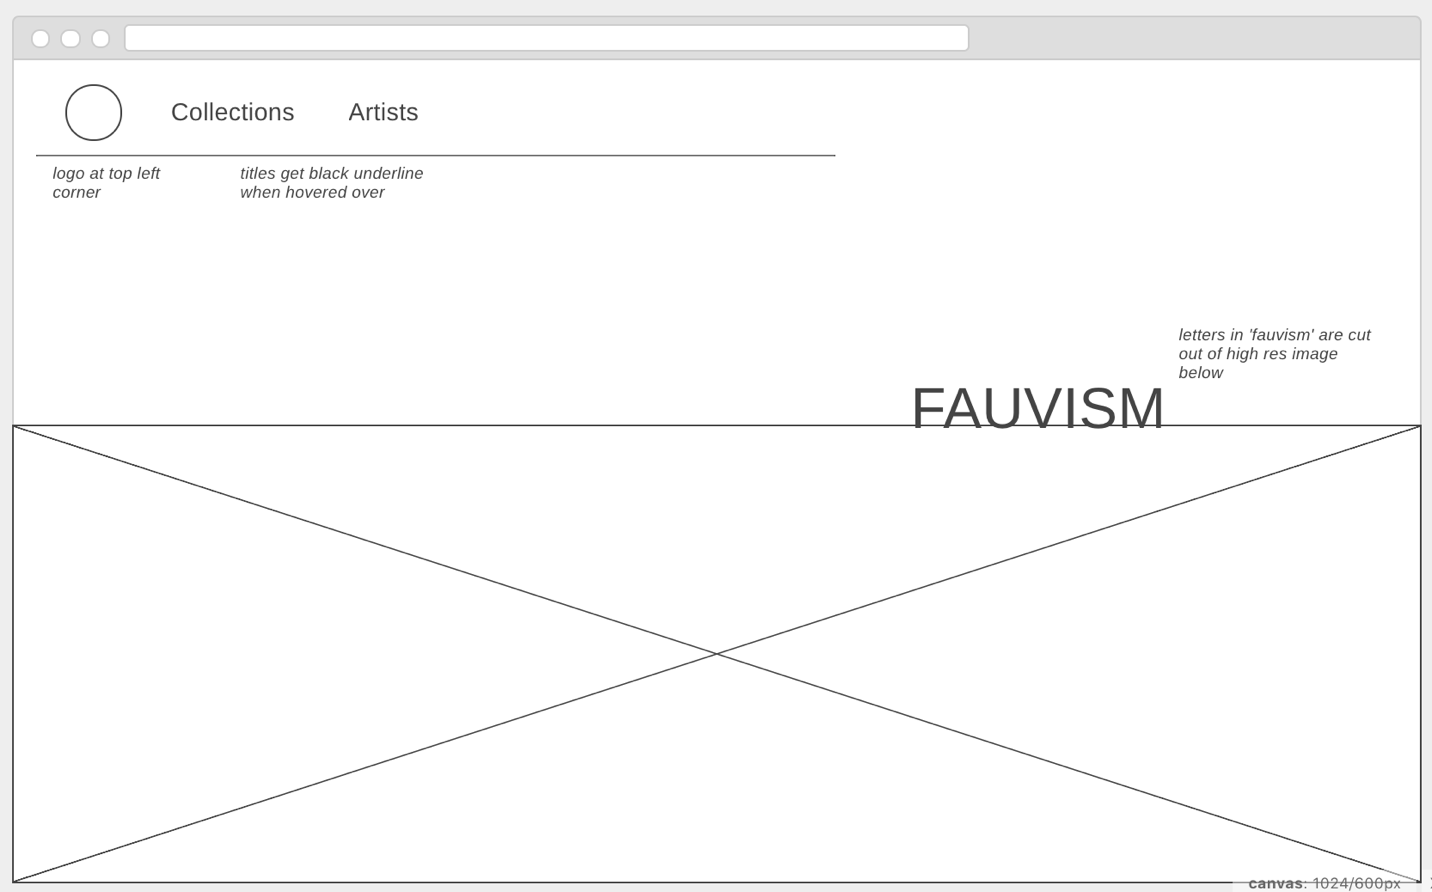 Collections Artists
logo at top left
corner
titles get black underline
when hovered over
letters in 'fauvism' are cut
out of high res image
below
FAUVISM
canvas: 1024/600px